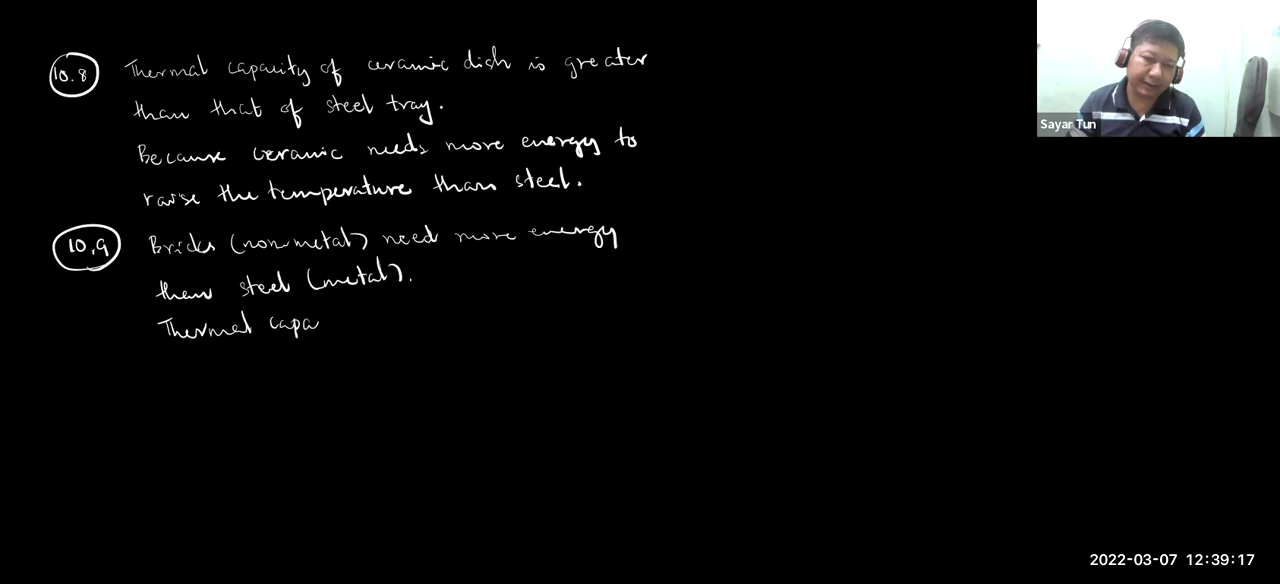 10.8 Thermal capacity of ceramic dish is greater
than that of steel tray.
Because ceramic needs more energy to
raise the temperature than steel.
10.9 Bricks (nonmetal) need more energy
than steel (metal).
Thermal capa
Sayar Tun
2022-03-07 12:39:17